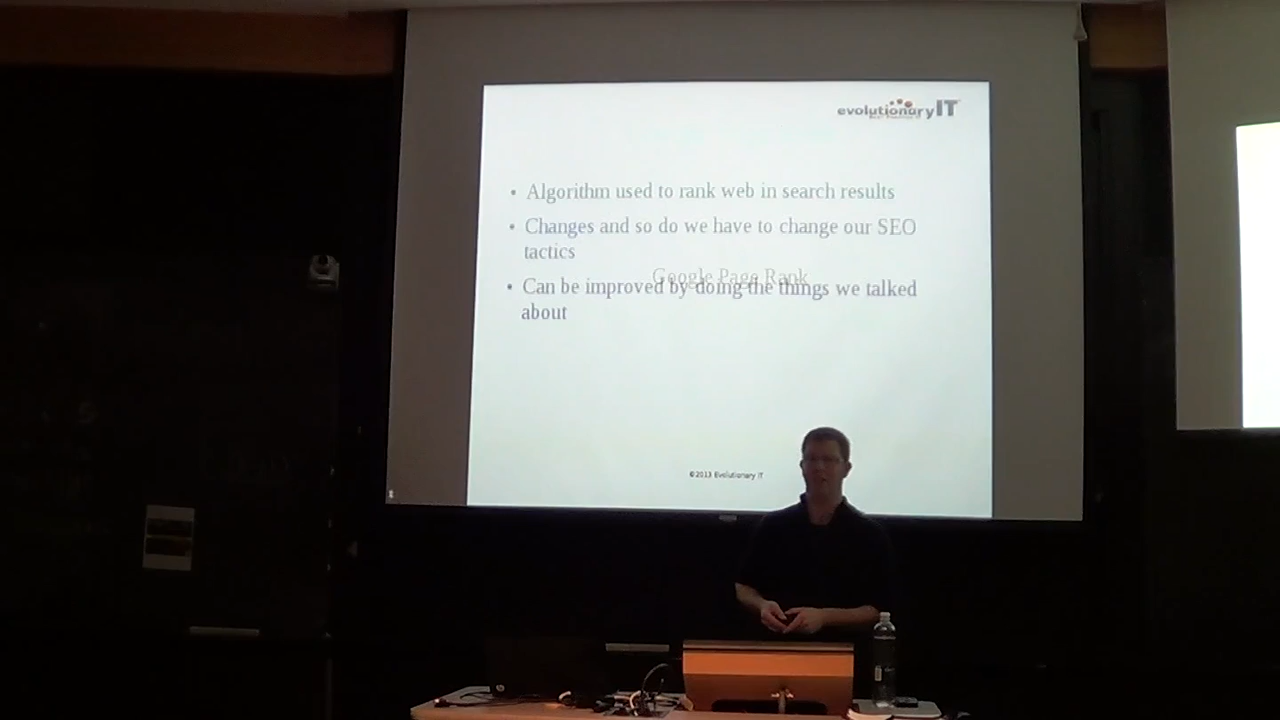 evolutionaryIT
• Algorithm used to rank web in search results
• Changes and so do we have to change our SEO
tactics
Google Page Rank
• Can be improved by doing the things we talked
about
©2013 Evolutionary IT